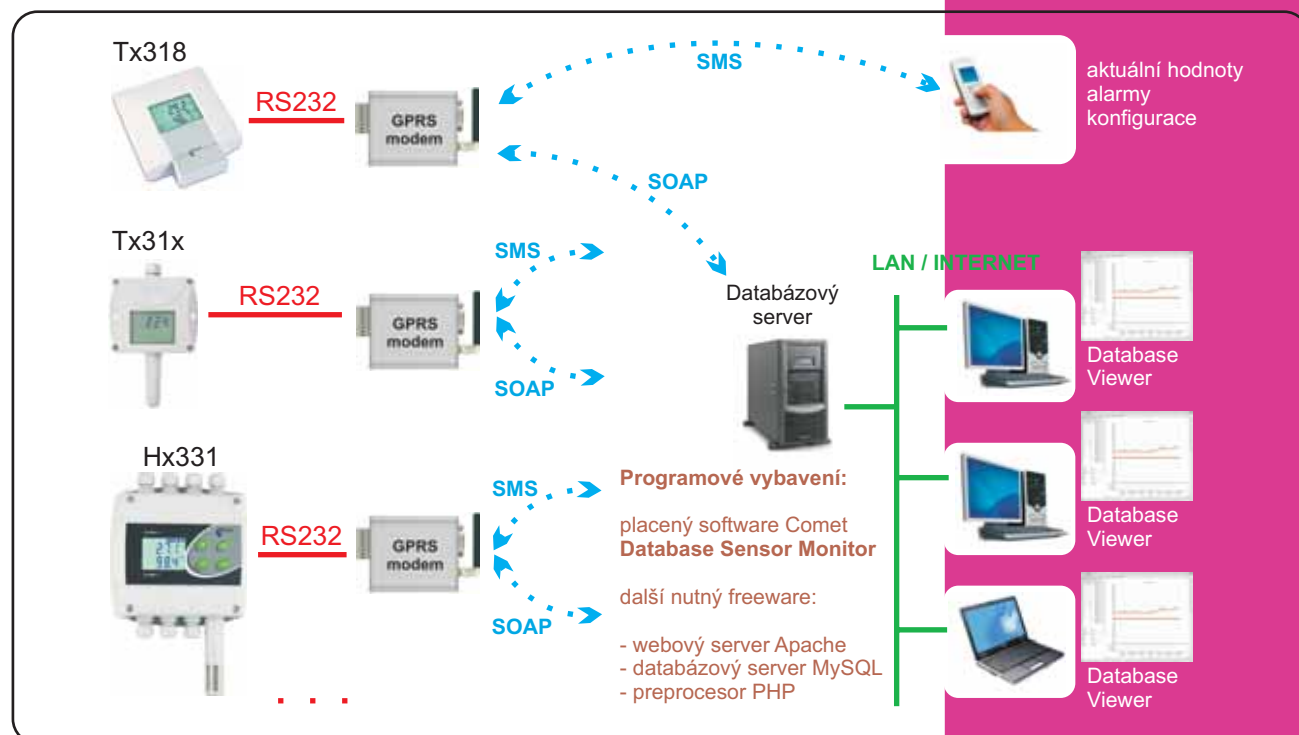 Tx318
RS232
GPRS
modem
SMS
aktuální hodnoty
alarmy
konfigurace
SOAP
Tx31x
RS232
GPRS
modem
SMS
SOAP
Databázový
server
LAN / INTERNET
Database
Viewer
Hx331
RS232
GPRS
modem
SMS
SOAP
Programové vybavení:
placený software Comet
Database Sensor Monitor
další nutný freeware:
- webový server Apache
- databázový server MySQL
- preprocesor PHP
Database
Viewer
Database
Viewer
. . .